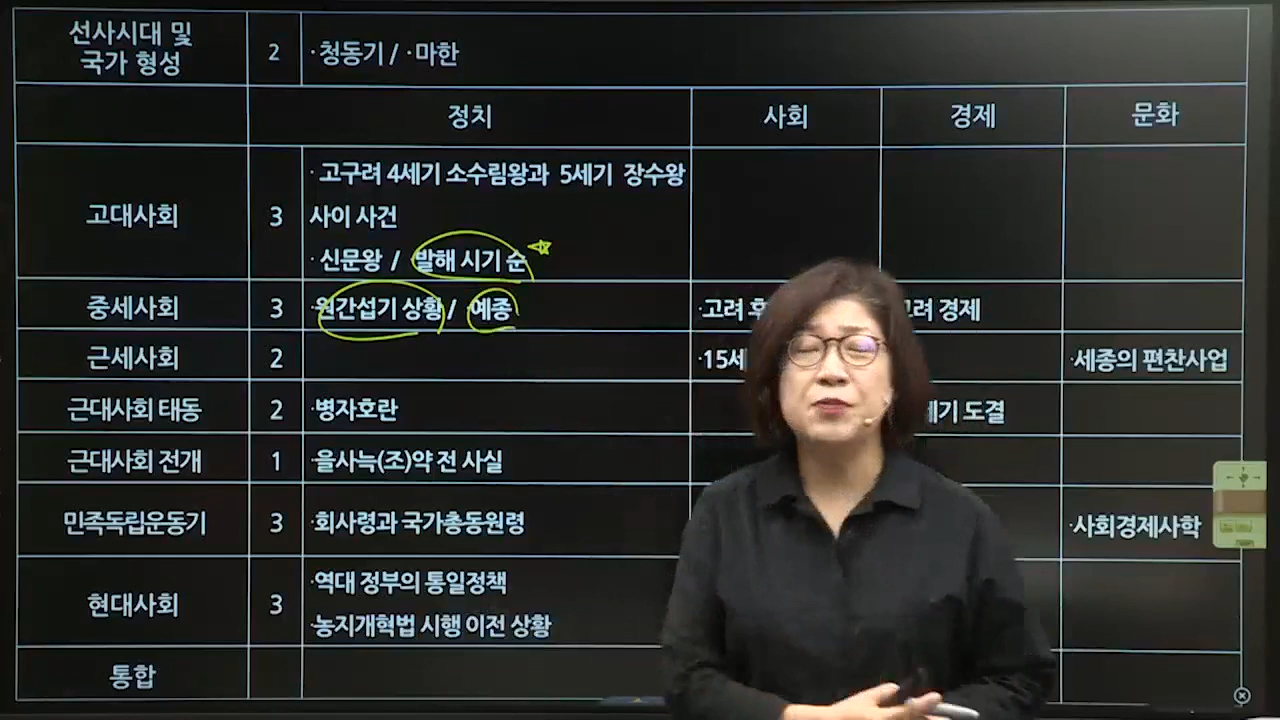 선사시대 및
국가 형성
2
·청동기 / ·마한
정치
사회
경제
문화
고대사회
3
· 고구려 4세기 소수림왕과 5세기 장수왕
사이 사건
· 신문왕 / ·발해 시기 순
중세사회
3
·원간섭기 상황 / ·예종
·고려 후
경제
근세사회
2
·15세
·세종의 편찬사업
근대사회 태동
2
·병자호란
도결
근대사회 전개
1
·을사늑(조)약 전 사실
민족독립운동기
3
·회사령과 국가총동원령
·사회경제사학
현대사회
3
·역대 정부의 통일정책
·농지개혁법 시행 이전 상황
통합